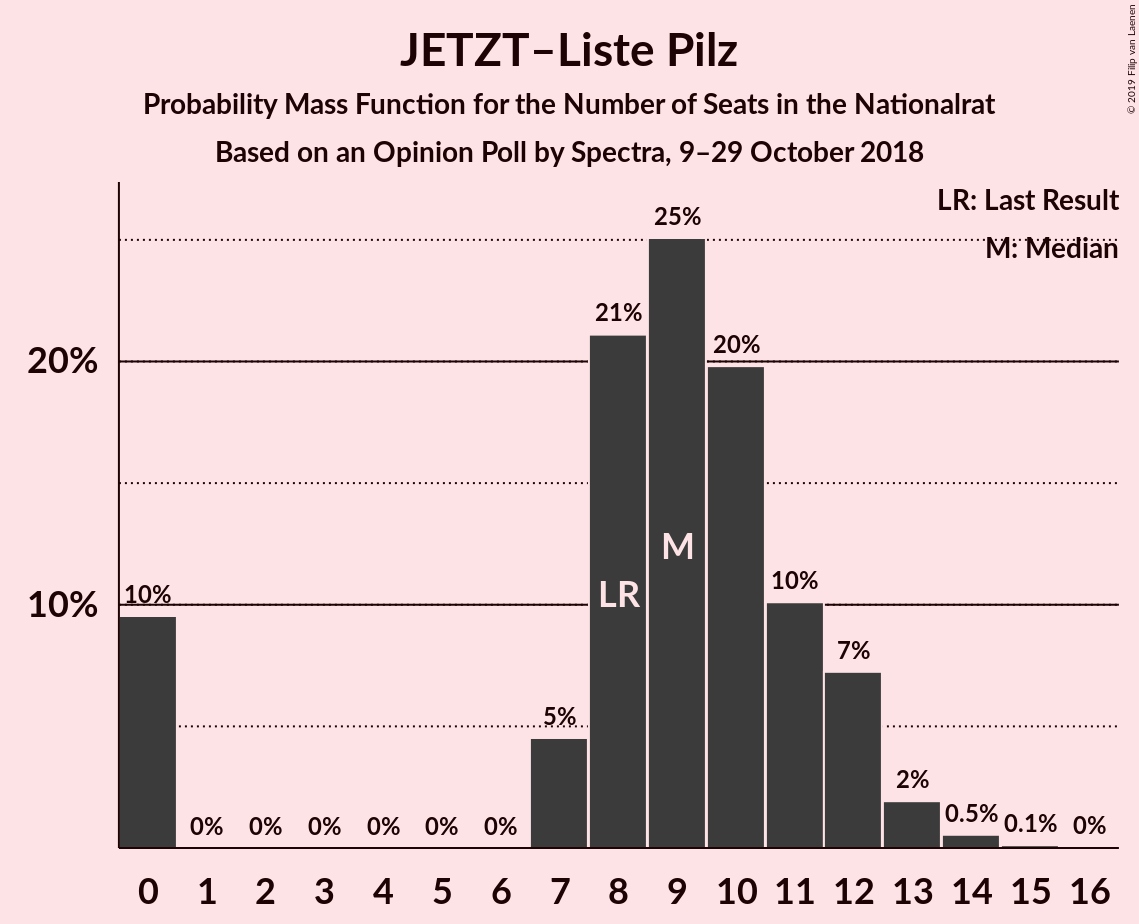 JETZT–Liste Pilz
Probability Mass Function for the Number of Seats in the Nationalrat
Based on an Opinion Poll by Spectra, 9–29 October 2018
© 2019 Filip van Laenen
LR: Last Result
M: Median
25%
21%
20%
20%
10%
10%
10%
7%
5%
2%
0.5%
0.1%
0%
0%
0%
0%
0%
0%
0%
M
LR
0 1 2 3 4 5 6 7 8 9 10 11 12 13 14 15 16